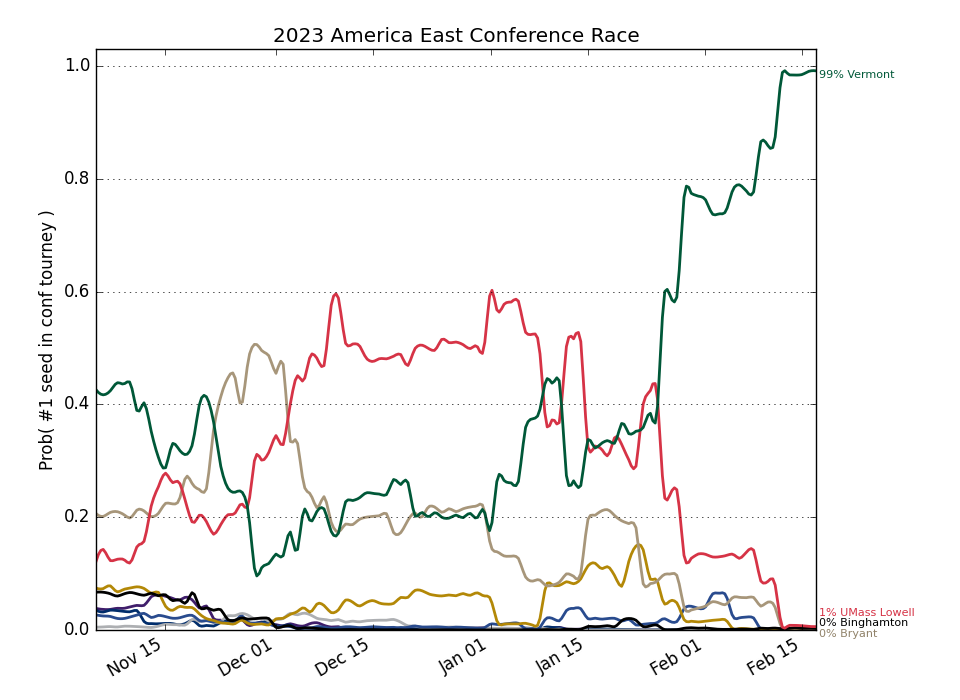 2023 America East Conference Race
Prob( #1 seed in conf tourney )
1.0
0.8
0.6
0.4
0.2
0.0
99% Vermont
1% UMass Lowell
0% Binghamton
0% Bryant
Nov 15
Dec 01
Dec 15
Jan 01
Jan 15
Feb 01
Feb 15